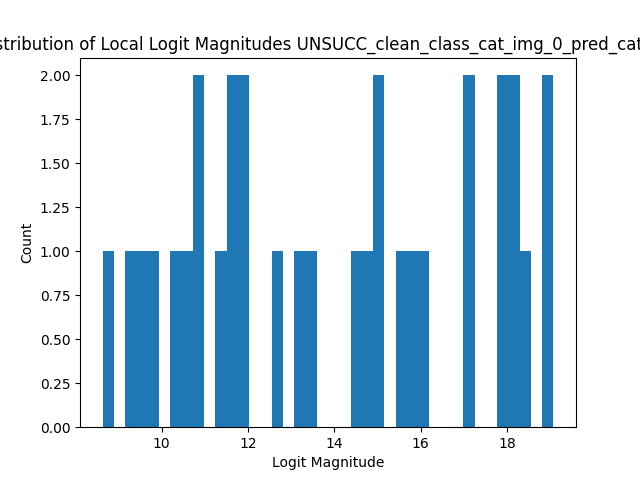 stribution of Local Logit Magnitudes UNSUCC_clean_class_cat_img_0_pred_cat
2.00
1.75
1.50
1.25
1.00
0.75
0.50
0.25
0.00
Count
10 12 14 16 18
Logit Magnitude